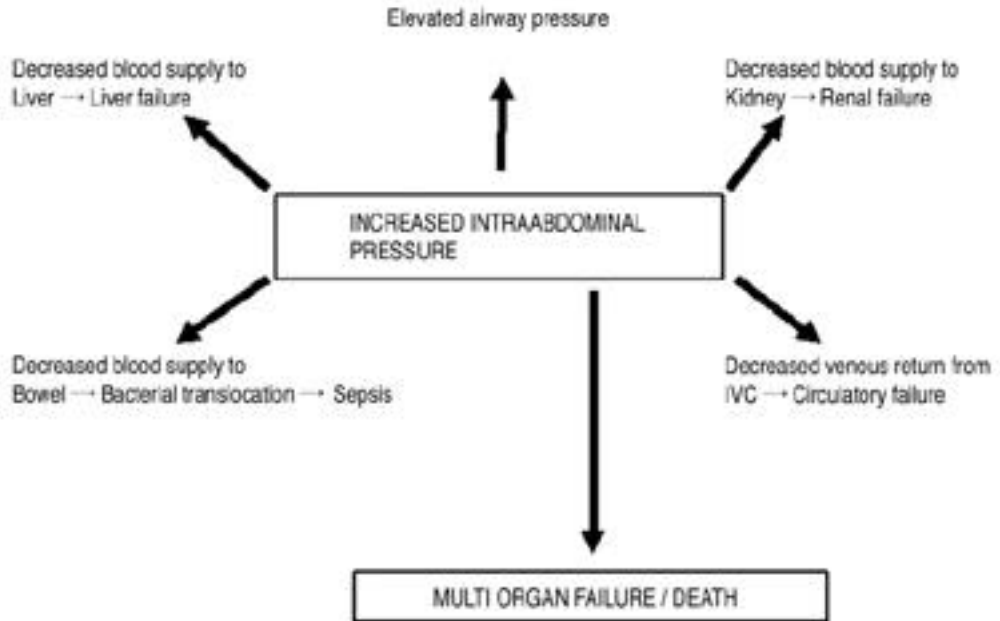 Elevated airway pressure
Decreased blood supply to
Liver → Liver failure
Decreased blood supply to
Kidney → Renal failure
INCREASED INTRAABDOMINAL
PRESSURE
Decreased blood supply to
Bowel → Bacterial translocation → Sepsis
Decreased venous return from
IVC → Circulatory failure
MULTI ORGAN FAILURE / DEATH